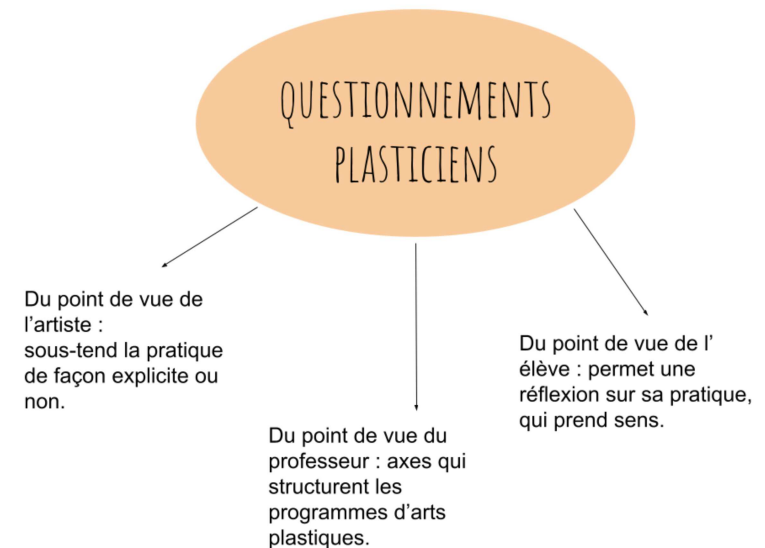 QUESTIONNEMENTS
PLASTICIENS
Du point de vue de
l’artiste :
sous-tend la pratique
de façon explicite ou
non.
Du point de vue du
professeur : axes qui
structurent les
programmes d’arts
plastiques.
Du point de vue de l’
élève : permet une
réflexion sur sa pratique,
qui prend sens.